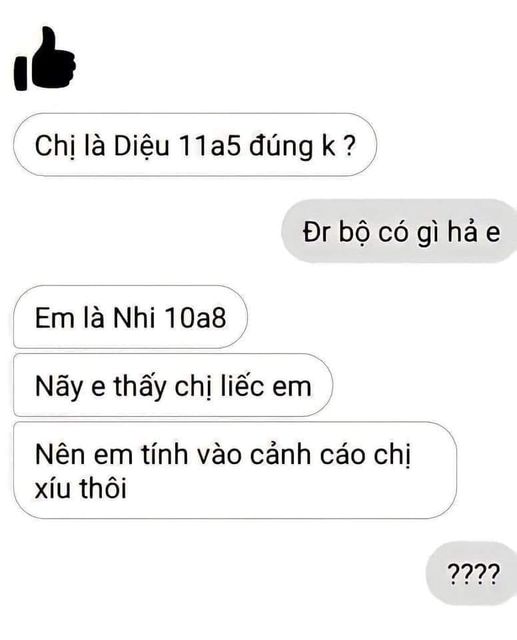 Chị là Diệu 11a5 đúng k ?
Đr bộ có gì hả e
Em là Nhi 10a8
Nãy e thấy chị liếc em
Nên em tính vào cảnh cáo chị
xíu thôi
????